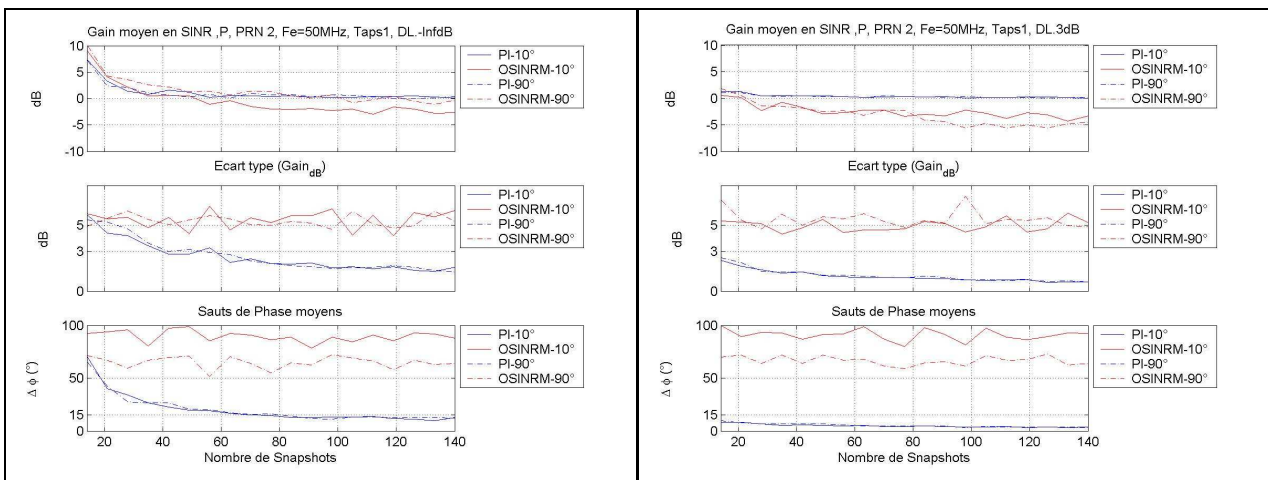 Gain moyen en SINR ,P, PRN 2, Fe=50MHz, Taps1, DL.-InfdB
10
5
0
-5
-10
dB
PI-10°
OSINRM-10°
PI-90°
OSINRM-90°
Ecart type (Gain dB)
5
3
0
dB
PI-10°
OSINRM-10°
PI-90°
OSINRM-90°
Sauts de Phase moyens
100
50
15
0
Δ ϕ (°)
20 40 60 80 100 120 140
Nombre de Snapshots
PI-10°
OSINRM-10°
PI-90°
OSINRM-90°
Gain moyen en SINR ,P, PRN 2, Fe=50MHz, Taps1, DL.3dB
10
5
0
-5
-10
dB
PI-10°
OSINRM-10°
PI-90°
OSINRM-90°
Ecart type (Gain dB)
5
3
0
dB
PI-10°
OSINRM-10°
PI-90°
OSINRM-90°
Sauts de Phase moyens
100
50
15
0
Δ ϕ (°)
20 40 60 80 100 120 140
Nombre de Snapshots
PI-10°
OSINRM-10°
PI-90°
OSINRM-90°